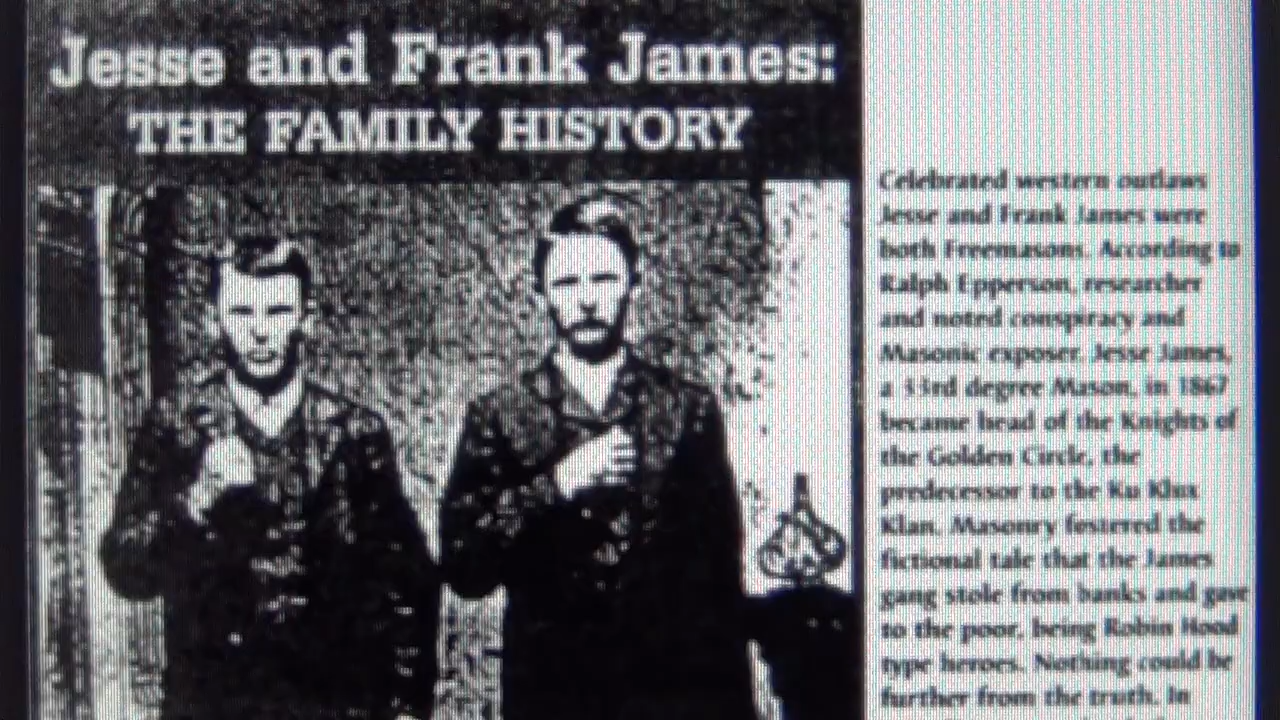 Jesse and Frank James:
THE FAMILY HISTORY
Celebrated western outlaws
Jesse and Frank James were
both Freemasons. According to
Ralph Epperson, researcher
and noted conspiracy and
Masonic exposer, Jesse James,
a 33rd degree Mason, in 1867
became head of the Knights of
the Golden Circle, the
predecessor to the Ku Klux
Klan. Masonry fostered the
fictional tale that the James
gang stole from banks and gave
to the poor, being Robin Hood
type heroes. Nothing could be
further from the truth. In